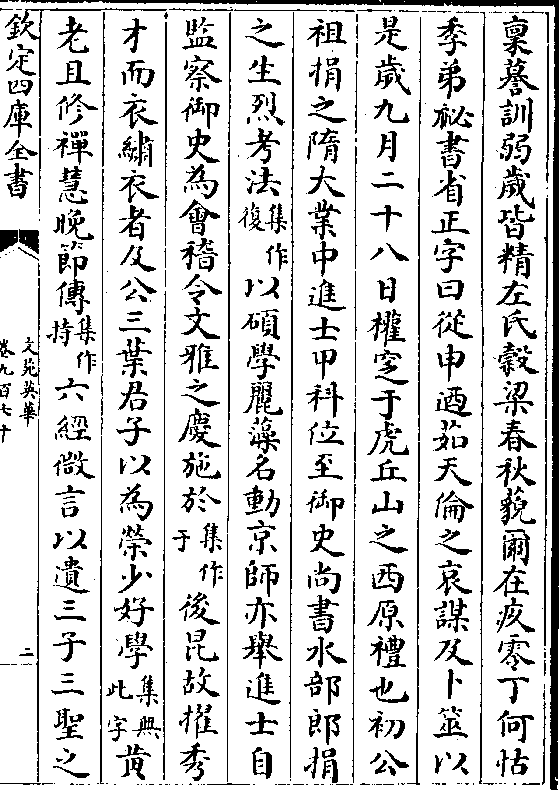 稟善訓弱歲皆精左氏穀梁春秋藐爾在疚零丁何怙
季弟祕書省正字曰從申逎茹天倫之哀謀及卜筮以
是歲九月二十八日權窆于虎丘山之西原禮也初公
祖捐之隋大業中進士甲科位至御史尚書水部郎捐
之生烈考法集作復以碩學麗藻名動京師亦舉進士自
監察御史為會稽令文雅之慶施於集作于後昆故擢秀
才而衣繡衣者及公三葉君子以為榮少好學集無此字黃
老且修禪慧晚節傳集作持六經微言以遺三子三聖之
欽定四庫全書
文苑英華
卷九百七十
二